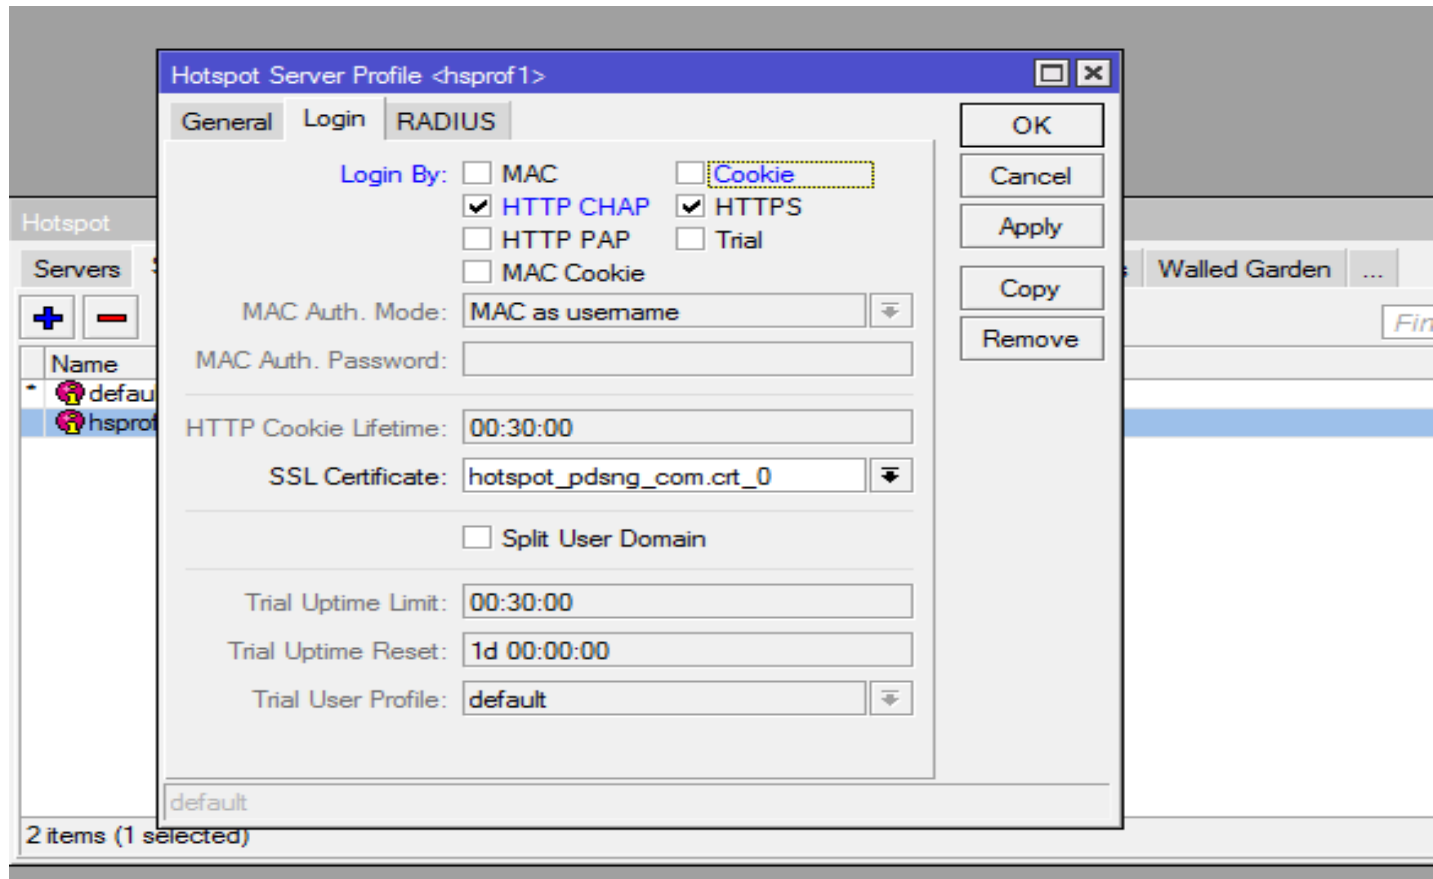 Hotspot Server Profile <hsprof1>
General Login RADIUS
OK
Login By: MAC Cookie
Cancel
HTTP CHAP HTTPS
Hotspot
HTTP PAP Trial
Apply
Servers
MAC Cookie
Walled Garden ...
Copy
MAC Auth. Mode: MAC as username
Remove
MAC Auth. Password:
Name
defaul
HTTP Cookie Lifetime: 00:30:00
hsprof
SSL Certificate: hotspot_pdsng_com.crt_0
Split User Domain
Trial Uptime Limit: 00:30:00
Trial Uptime Reset: 1d 00:00:00
Trial User Profile: default
default
2 items (1 selected)